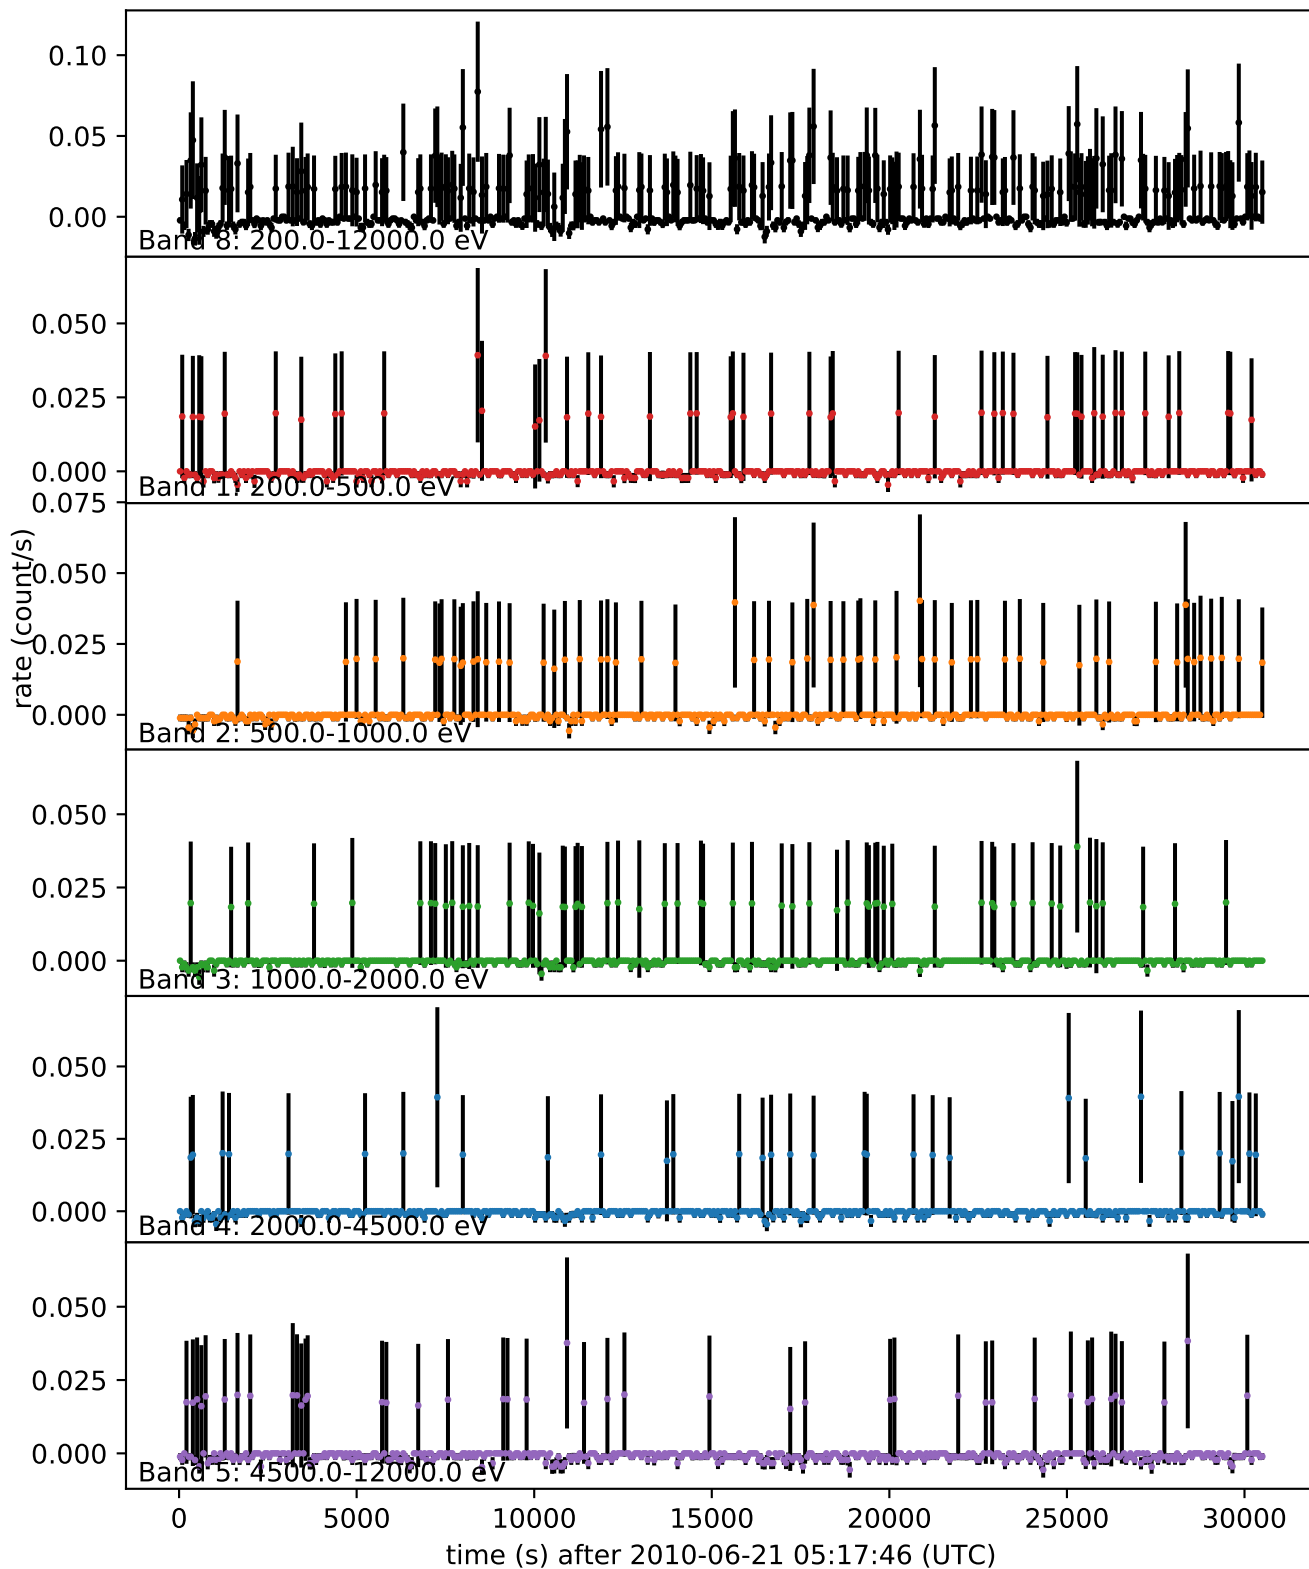 0.10
0.05
0.00
Band 8: 200.0-12000.0 eV
0.050
0.025
0.000
Band 1: 200.0-500.0 eV
0.075
0.050
0.025
0.000
Band 2: 500.0-1000.0 eV
rate (count/s)
0.050
0.025
0.000
Band 3: 1000.0-2000.0 eV
0.050
0.025
0.000
Band 4: 2000.0-4500.0 eV
0.050
0.025
0.000
Band 5: 4500.0-12000.0 eV
0 5000 10000 15000 20000 25000 30000
time (s) after 2010-06-21 05:17:46 (UTC)